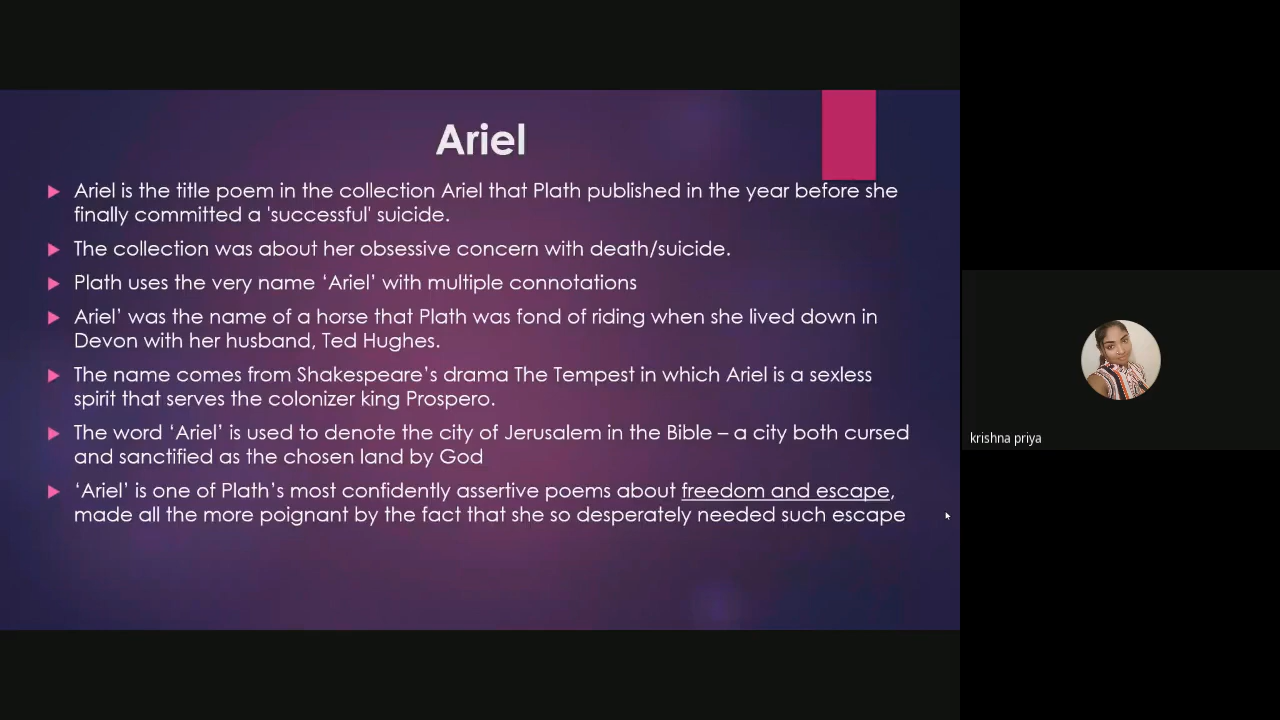 Ariel
Ariel is the title poem in the collection Ariel that Plath published in the year before she
finally committed a 'successful' suicide.
The collection was about her obsessive concern with death/suicide.
Plath uses the very name ‘Ariel’ with multiple connotations
Ariel’ was the name of a horse that Plath was fond of riding when she lived down in
Devon with her husband, Ted Hughes.
The name comes from Shakespeare’s drama The Tempest in which Ariel is a sexless
spirit that serves the colonizer king Prospero.
The word ‘Ariel’ is used to denote the city of Jerusalem in the Bible – a city both cursed
and sanctified as the chosen land by God
‘Ariel’ is one of Plath’s most confidently assertive poems about freedom and escape,
made all the more poignant by the fact that she so desperately needed such escape
krishna priya